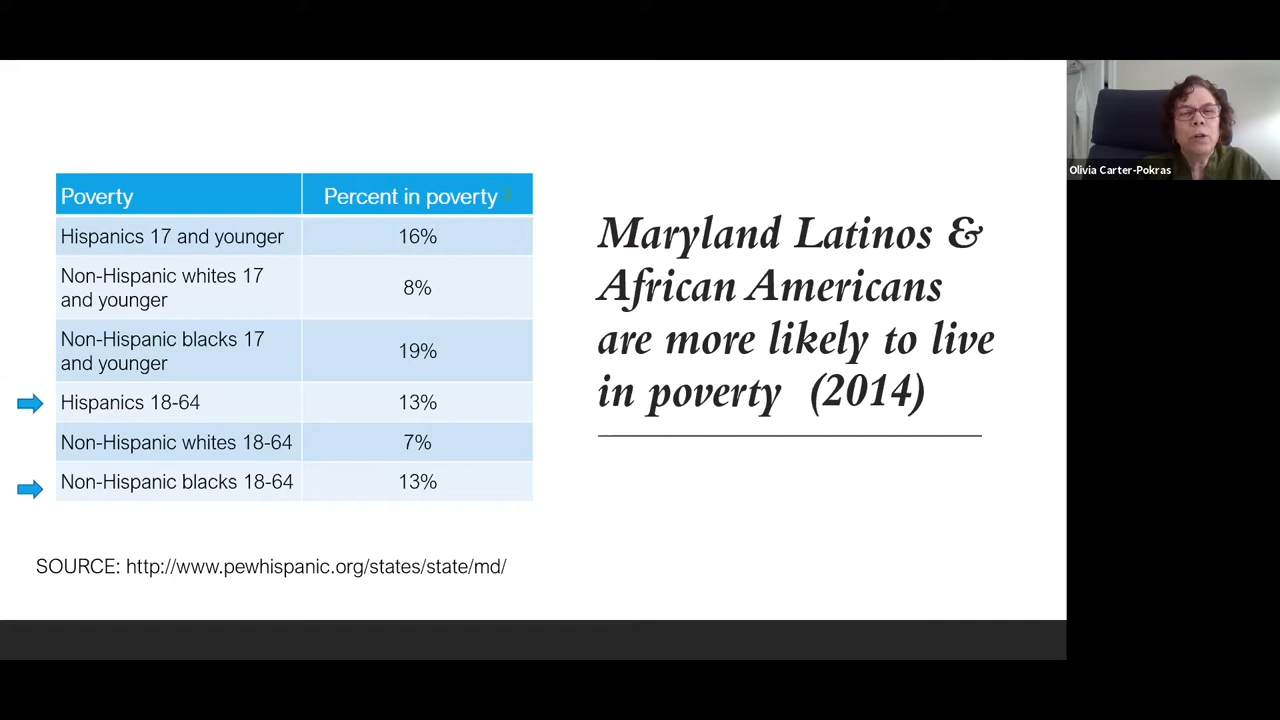 Olivia Carter-Pokras
Poverty Percent in poverty
Hispanics 17 and younger 16%
Non-Hispanic whites 17
and younger 8%
Non-Hispanic blacks 17
and younger 19%
Hispanics 18-64 13%
Non-Hispanic whites 18-64 7%
Non-Hispanic blacks 18-64 13%
Maryland Latinos &
African Americans
are more likely to live
in poverty (2014)
SOURCE: http://www.pewhispanic.org/states/state/md/